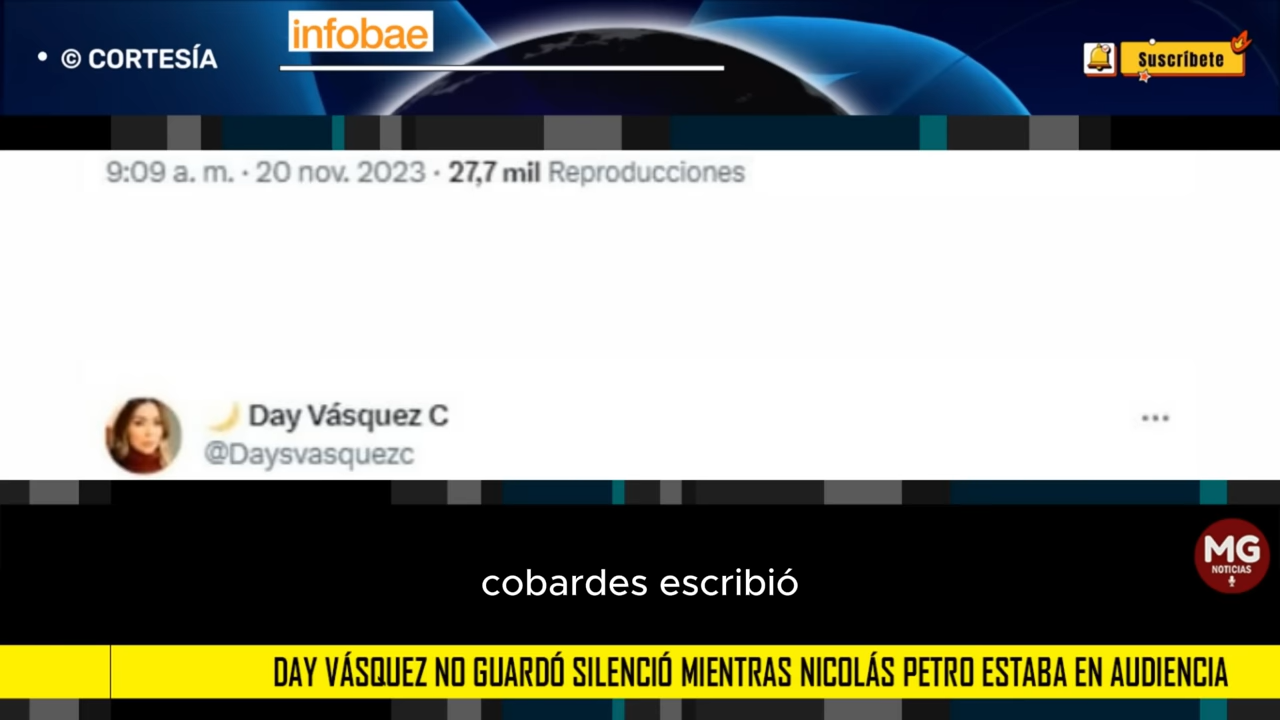 infobae
• © CORTESÍA
Suscríbete
9:09 a. m. · 20 nov. 2023 · 27,7 mil Reproducciones
🌙 Day Vásquez C
@Daysvasquezc
cobardes escribió
MG
NOTICIAS
DAY VÁSQUEZ NO GUARDÓ SILENCIÓ MIENTRAS NICOLÁS PETRO ESTABA EN AUDIENCIA